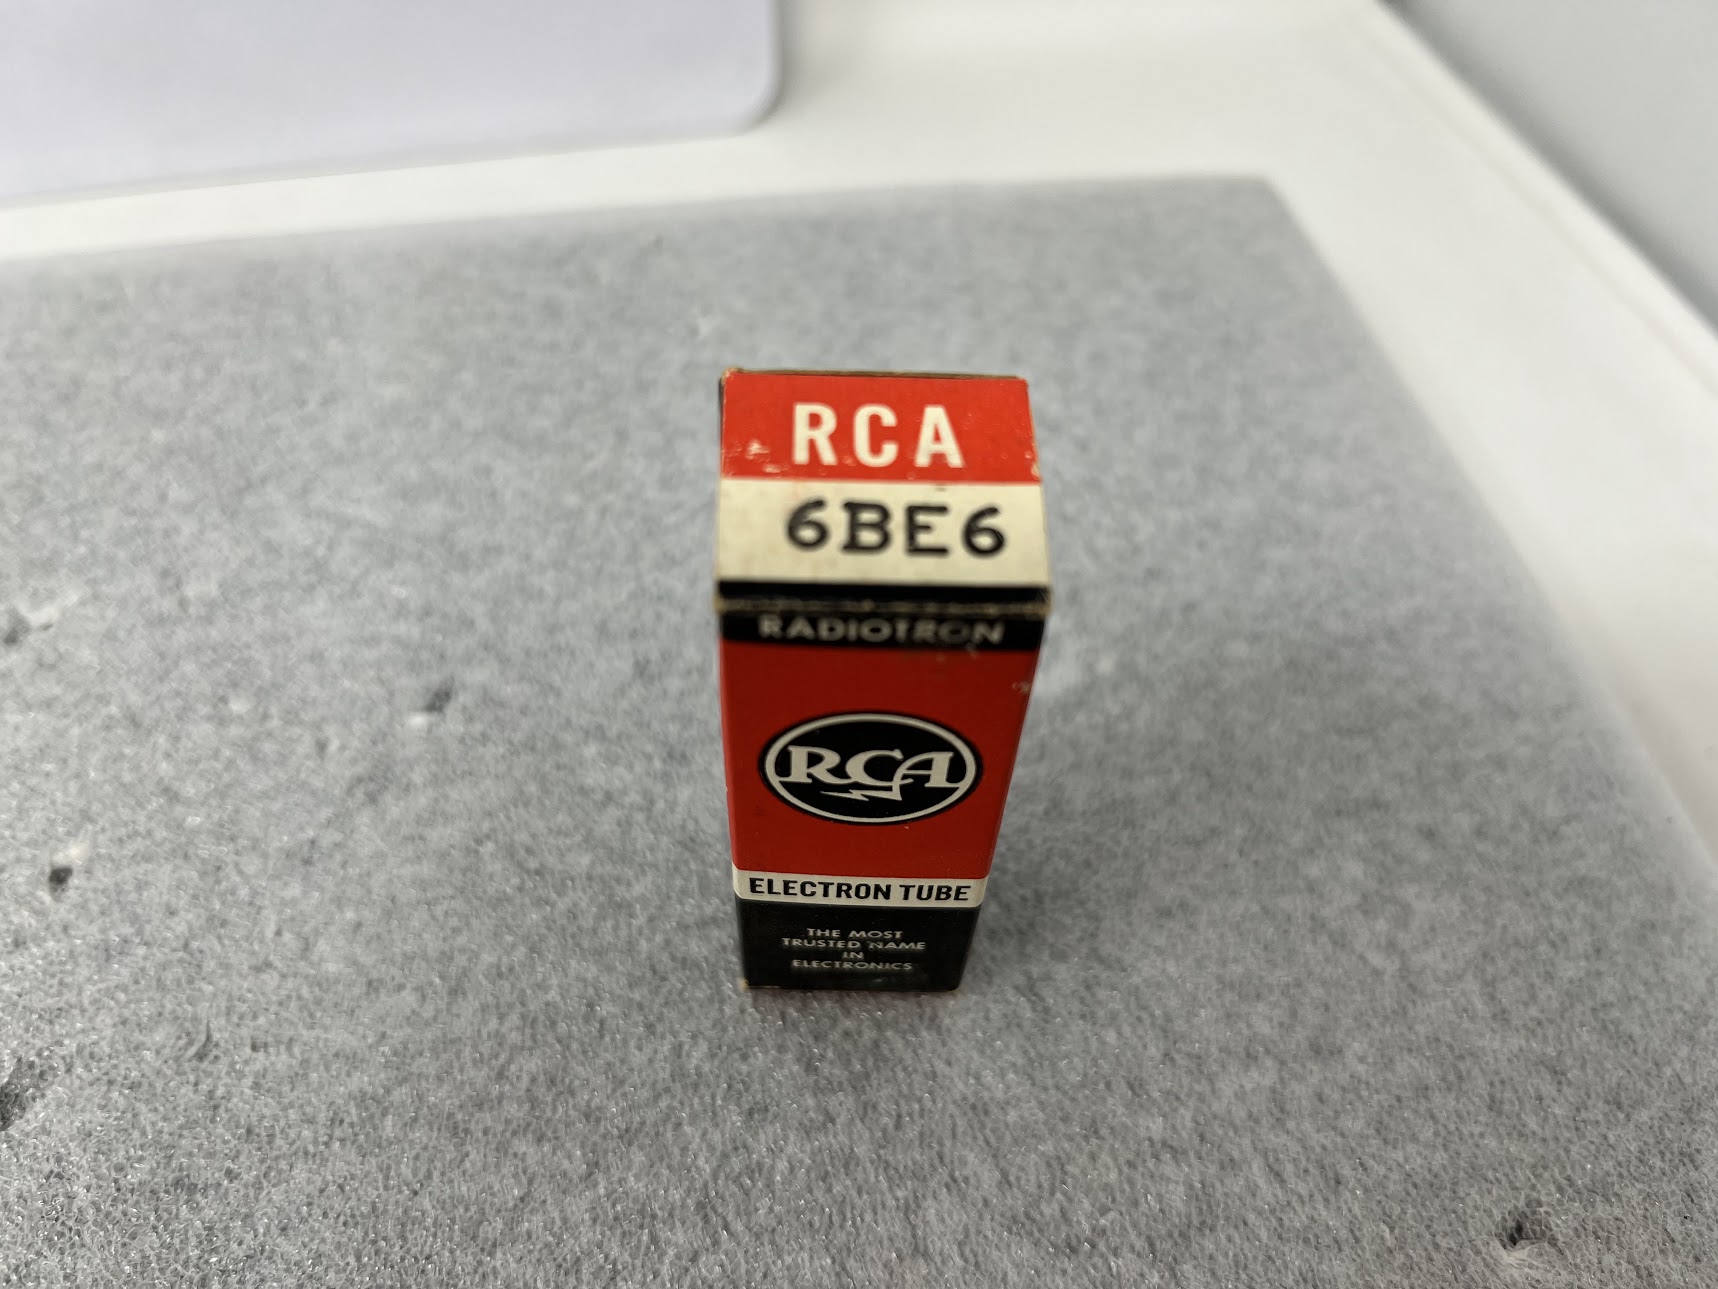 RCA
6BE6
RADIOTRON
RCA
ELECTRON TUBE
THE MOST
TRUSTED NAME
IN
ELECTRONICS